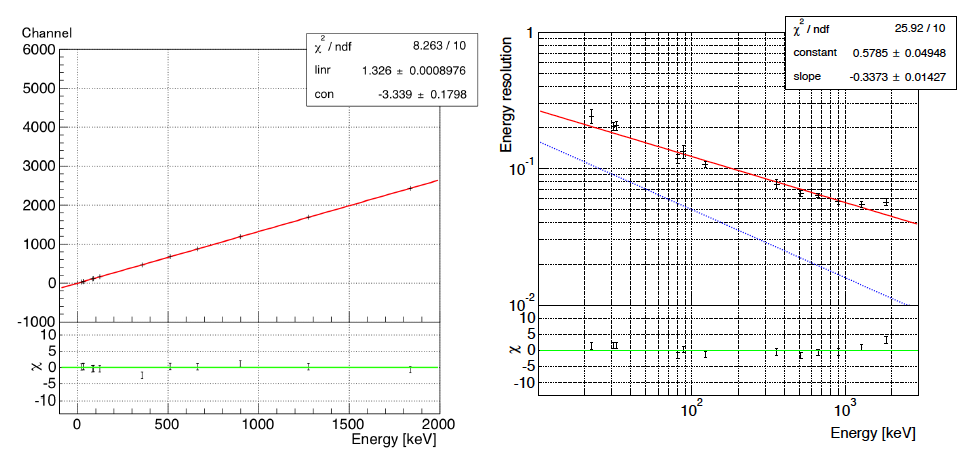 Channel
6000
5000
4000
3000
2000
1000
0
-1000
χ² / ndf 8.263 / 10
linr 1.326 ± 0.0008976
con -3.339 ± 0.1798
χ
10
5
0
-5
-10
0 500 1000 1500 2000
Energy [keV]
Energy resolution
1
10⁻¹
10⁻²
χ² / ndf 25.92 / 10
constant 0.5785 ± 0.04948
slope -0.3373 ± 0.01427
χ
10
5
0
-5
-10
10² 10³
Energy [keV]